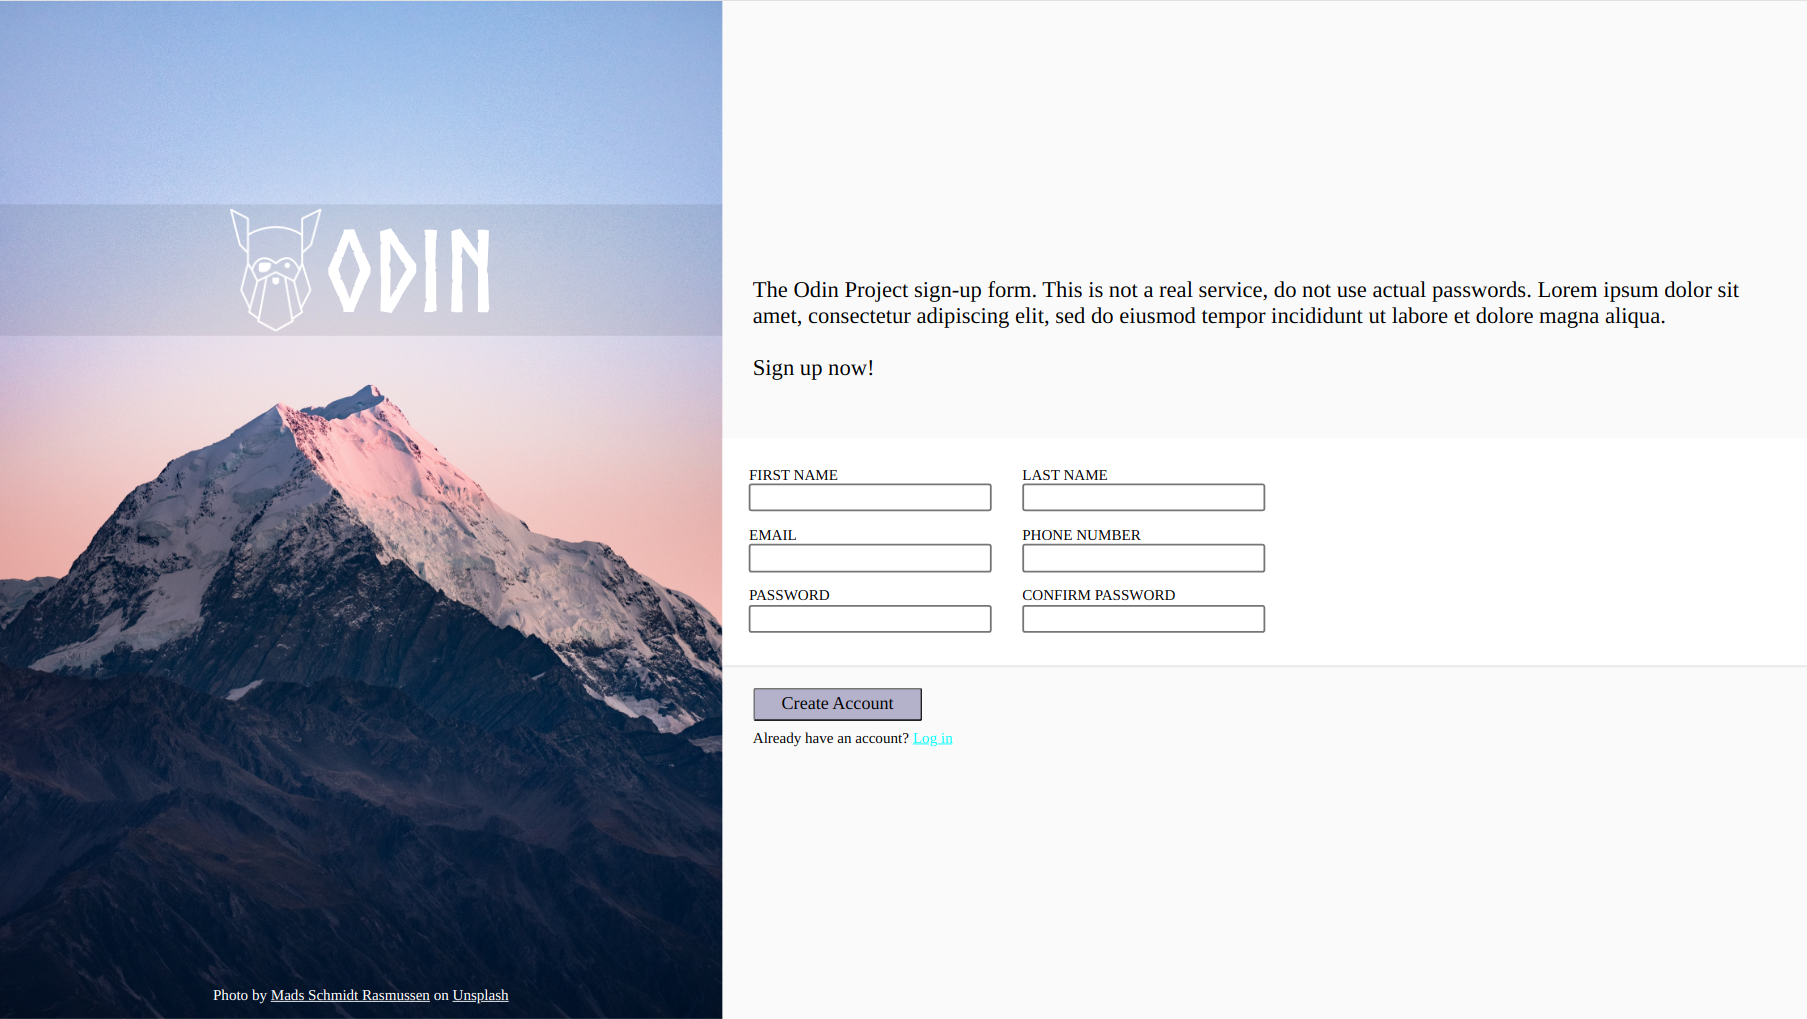 ODIN
The Odin Project sign-up form. This is not a real service, do not use actual passwords. Lorem ipsum dolor sit
amet, consectetur adipiscing elit, sed do eiusmod tempor incididunt ut labore et dolore magna aliqua.
Sign up now!
FIRST NAME
LAST NAME
EMAIL
PHONE NUMBER
PASSWORD
CONFIRM PASSWORD
Create Account
Already have an account? Log in
Photo by Mads Schmidt Rasmussen on Unsplash